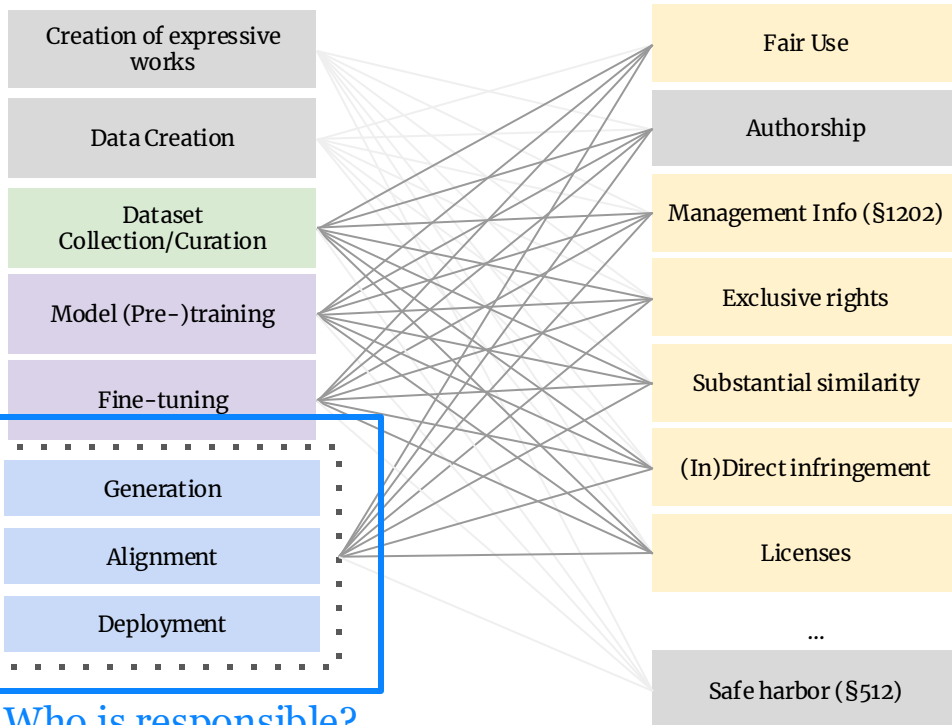 Creation of expressive
works
Data Creation
Dataset
Collection/Curation
Model (Pre-)training
Fine-tuning
Generation
Alignment
Deployment
Who is responsible?
Fair Use
Authorship
Management Info (§1202)
Exclusive rights
Substantial similarity
(In)Direct infringement
Licenses
...
Safe harbor (§512)